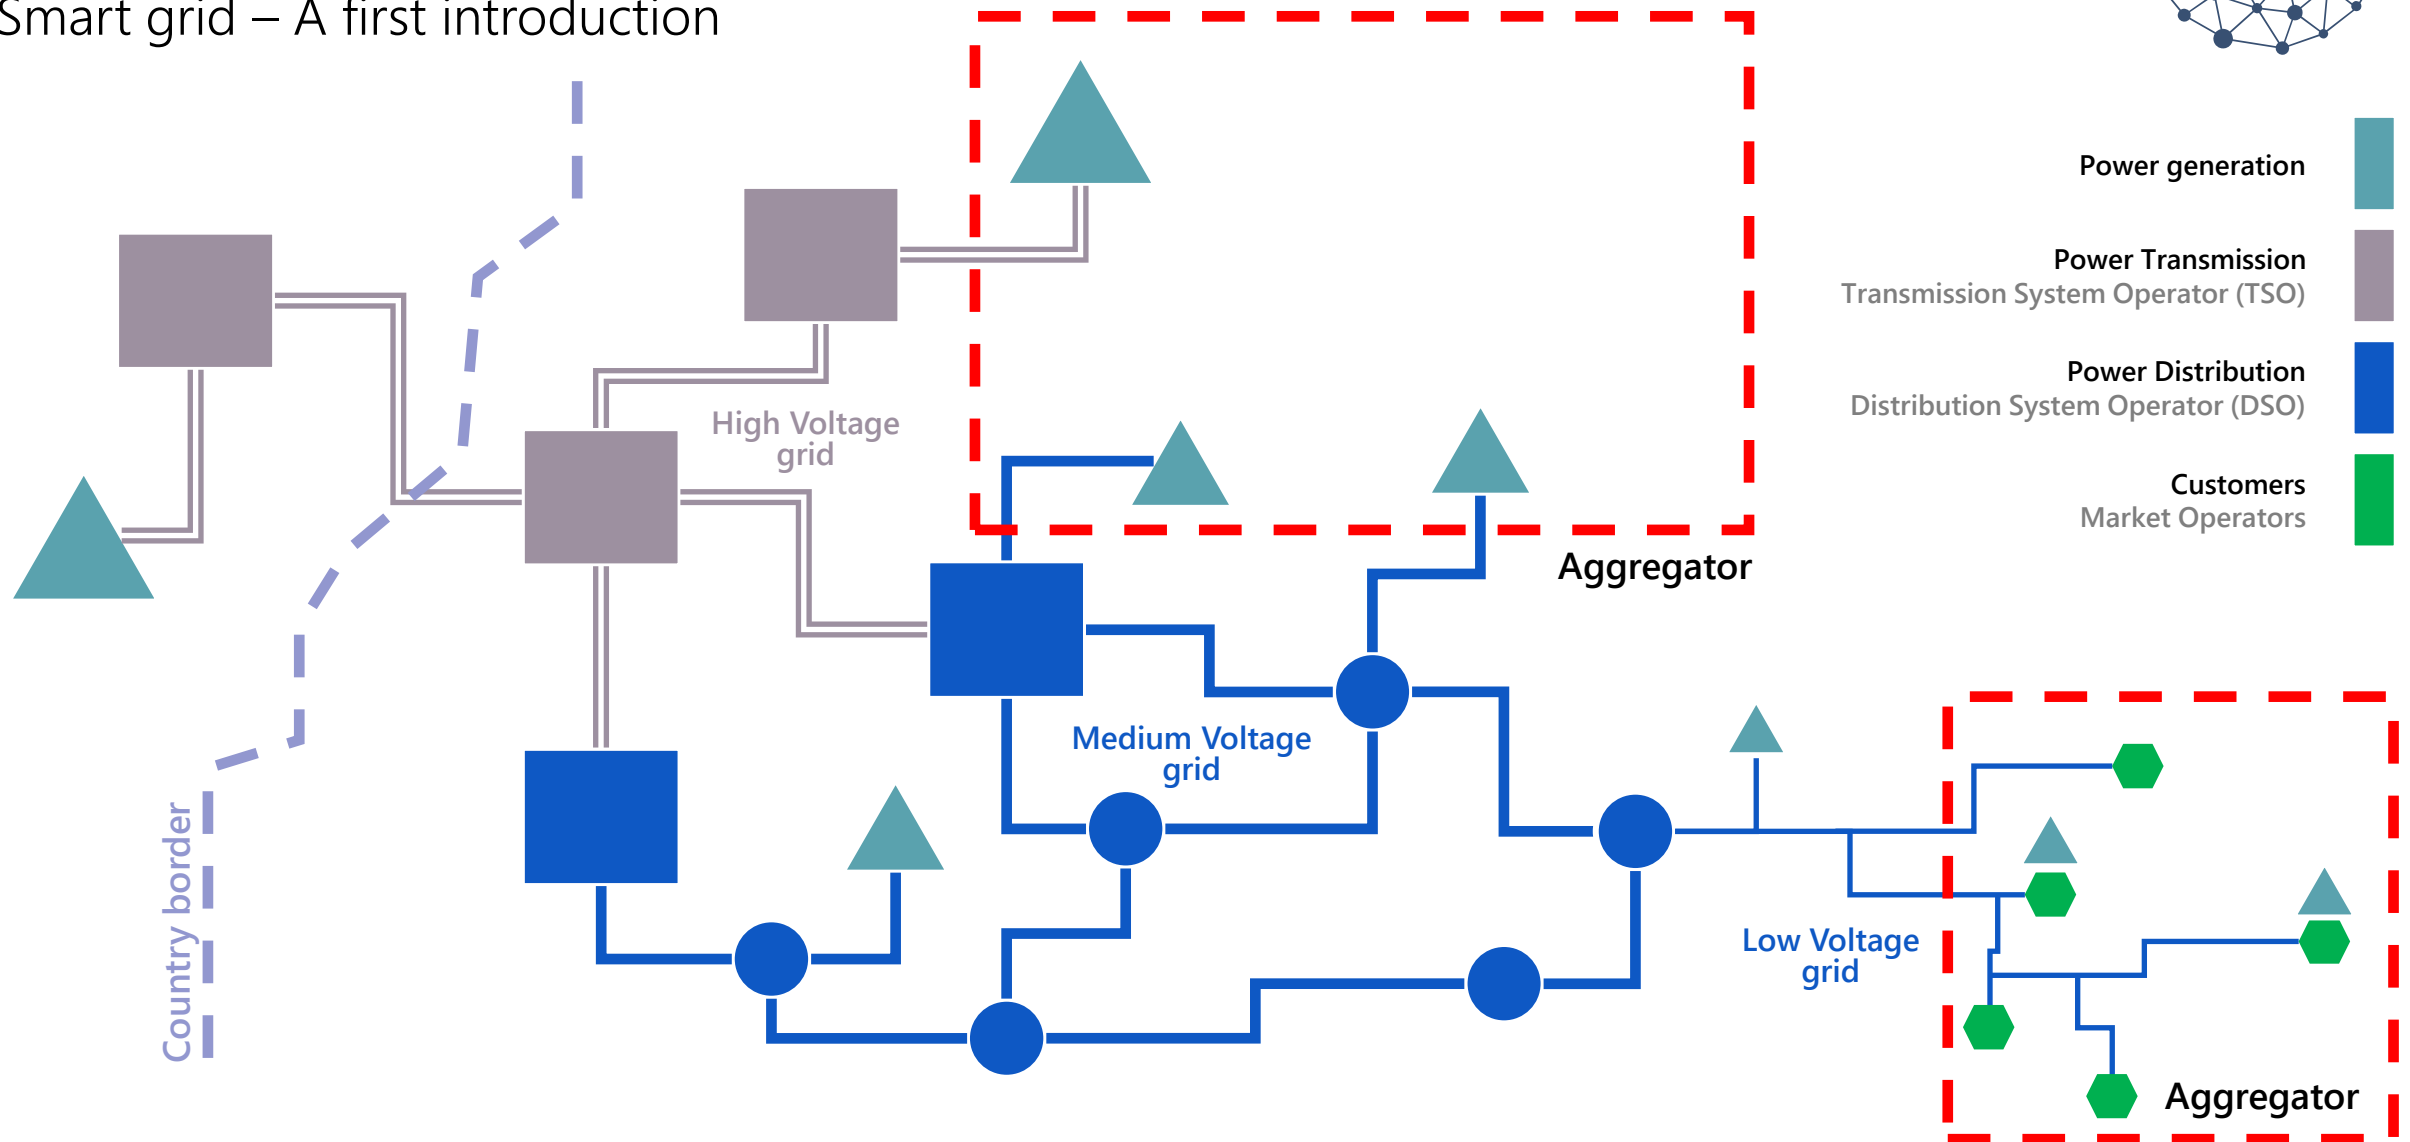 Smart grid – A first introduction
Power generation
Power Transmission
Transmission System Operator (TSO)
Power Distribution
Distribution System Operator (DSO)
Customers
Market Operators
High Voltage
grid
Aggregator
Medium Voltage
grid
Low Voltage
grid
Country border
Aggregator